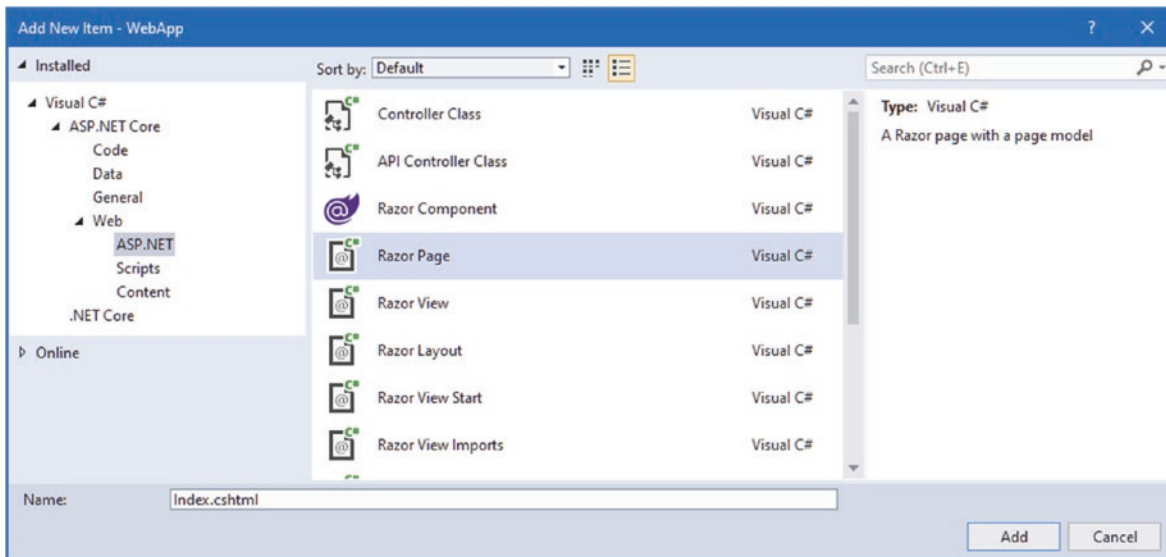 Add New Item - WebApp
?
Installed
Sort by: Default
Search (Ctrl+E)
Visual C#
ASP.NET Core
Code
Data
General
Web
ASP.NET
Scripts
Content
.NET Core
Online
Controller Class Visual C#
API Controller Class Visual C#
Razor Component Visual C#
Razor Page Visual C#
Razor View Visual C#
Razor Layout Visual C#
Razor View Start Visual C#
Razor View Imports Visual C#
Type: Visual C#
A Razor page with a page model
Name: Index.cshtml
Add Cancel